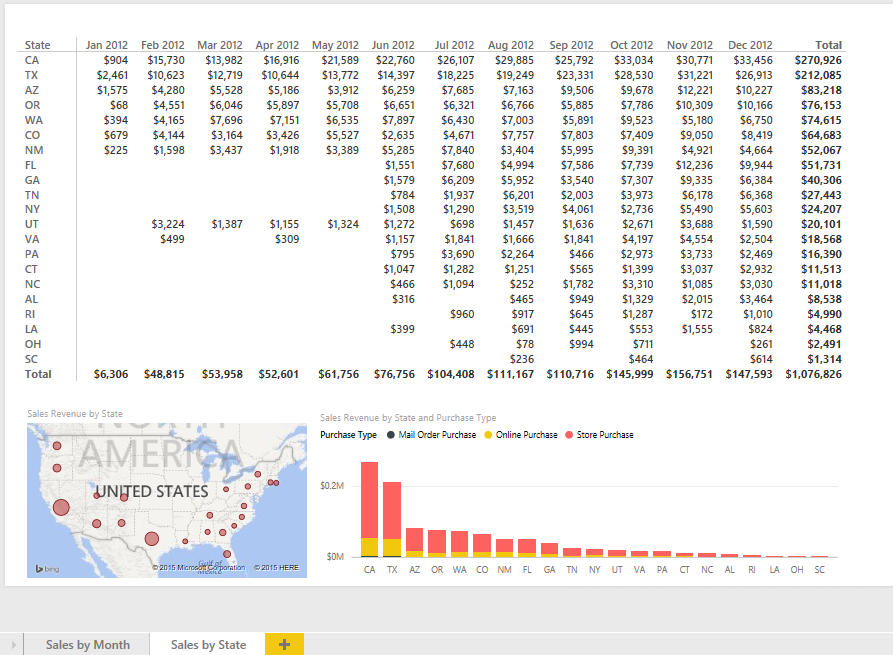 State Jan 2012 Feb 2012 Mar 2012 Apr 2012 May 2012 Jun 2012 Jul 2012 Aug 2012 Sep 2012 Oct 2012 Nov 2012 Dec 2012 Total
CA $904 $15,730 $13,982 $16,916 $21,589 $22,760 $26,107 $29,885 $25,792 $33,034 $30,771 $33,456 $270,926
TX $2,461 $10,623 $12,719 $10,644 $13,772 $14,397 $18,225 $19,249 $23,331 $28,530 $31,221 $26,913 $212,085
AZ $1,575 $4,280 $5,528 $5,186 $3,912 $6,259 $7,685 $7,163 $9,506 $9,678 $12,221 $10,227 $83,218
OR $68 $4,551 $6,046 $5,897 $5,708 $6,651 $6,321 $6,766 $5,885 $7,786 $10,309 $10,166 $76,153
WA $394 $4,165 $7,696 $7,151 $6,535 $7,897 $6,430 $7,003 $5,891 $9,523 $5,180 $6,750 $74,615
CO $679 $4,144 $3,164 $3,426 $5,527 $2,635 $4,671 $7,757 $7,803 $7,409 $9,050 $8,419 $64,683
NM $225 $1,598 $3,437 $1,918 $3,389 $5,285 $7,840 $3,404 $5,995 $9,391 $4,921 $4,664 $52,067
FL $1,551 $7,680 $4,994 $7,586 $7,739 $12,236 $9,944 $51,731
GA $1,579 $6,209 $5,952 $3,540 $7,307 $9,335 $6,384 $40,306
TN $784 $1,937 $6,201 $2,003 $3,973 $6,178 $6,368 $27,443
NY $1,508 $1,290 $3,519 $4,061 $2,736 $5,490 $5,603 $24,207
UT $3,224 $1,387 $1,155 $1,324 $1,272 $698 $1,457 $1,636 $2,671 $3,688 $1,590 $20,101
VA $499 $309 $1,157 $1,841 $1,666 $1,841 $4,197 $4,554 $2,504 $18,568
PA $795 $3,690 $2,264 $466 $2,973 $3,733 $2,469 $16,390
CT $1,047 $1,282 $1,251 $565 $1,399 $3,037 $2,932 $11,513
NC $466 $1,094 $252 $1,782 $3,310 $1,085 $3,030 $11,018
AL $316 $465 $949 $1,329 $2,015 $3,464 $8,538
RI $960 $917 $645 $1,287 $172 $1,010 $4,990
LA $399 $691 $445 $553 $1,555 $824 $4,468
OH $448 $78 $994 $711 $261 $2,491
SC $236 $464 $614 $1,314
Total $6,306 $48,815 $53,958 $52,601 $61,756 $76,756 $104,408 $111,167 $110,716 $145,999 $156,751 $147,593 $1,076,826
Sales Revenue by State
NORTH
AMERICA
UNITED STATES
Gulf of
Mexico
bing
© 2015 Microsoft Corporation © 2015 HERE
Sales Revenue by State and Purchase Type
Purchase Type Mail Order Purchase Online Purchase Store Purchase
$0.2M
$0M
CA TX AZ OR WA CO NM FL GA TN NY UT VA PA CT NC AL RI LA OH SC
Sales by Month Sales by State +